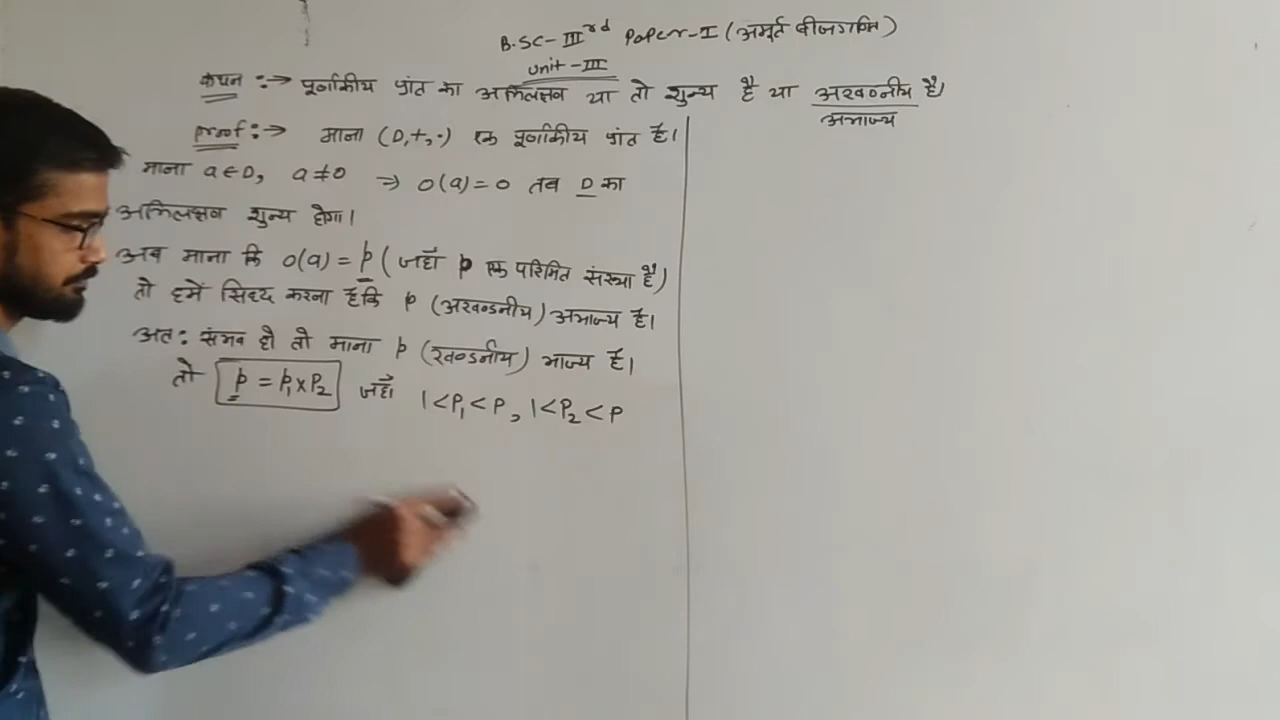 B.SC-IIIrd Paper-I (अमूर्त बीजगणित)
Unit-III
कथन :→ पूर्णाकीय प्रांत का अभिलक्षण या तो शुन्य है या अखण्डनीय है।
अभाज्य
Proof :→ माना (D,+,·) एक पूर्णाकीय प्रांत है।
माना a∈D, a≠0 ⇒ O(a)=0 तब D का
अभिलक्षण शुन्य होगा।
अब माना कि O(a) = p (जहाँ p एक परिमित संख्या है)
तो हमें सिध्द करना है कि p (अखण्डनीय) अभाज्य है।
अतः संभव हो तो माना p (खण्डनीय) भाज्य है।
तो p = p₁×P₂ जहाँ 1<P₁<P, 1<P₂<P